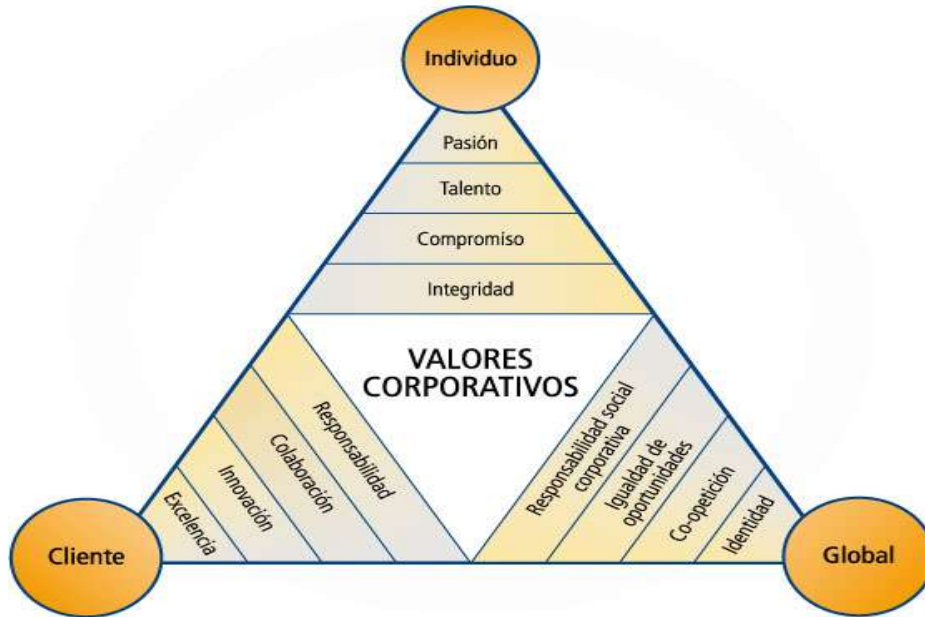 Individuo
Pasión
Talento
Compromiso
Integridad
VALORES
CORPORATIVOS
Responsabilidad
Colaboración
Innovación
Excelencia
Responsabilidad social
corporativa
Igualdad de
oportunidades
Co-opetición
Identidad
Cliente
Global